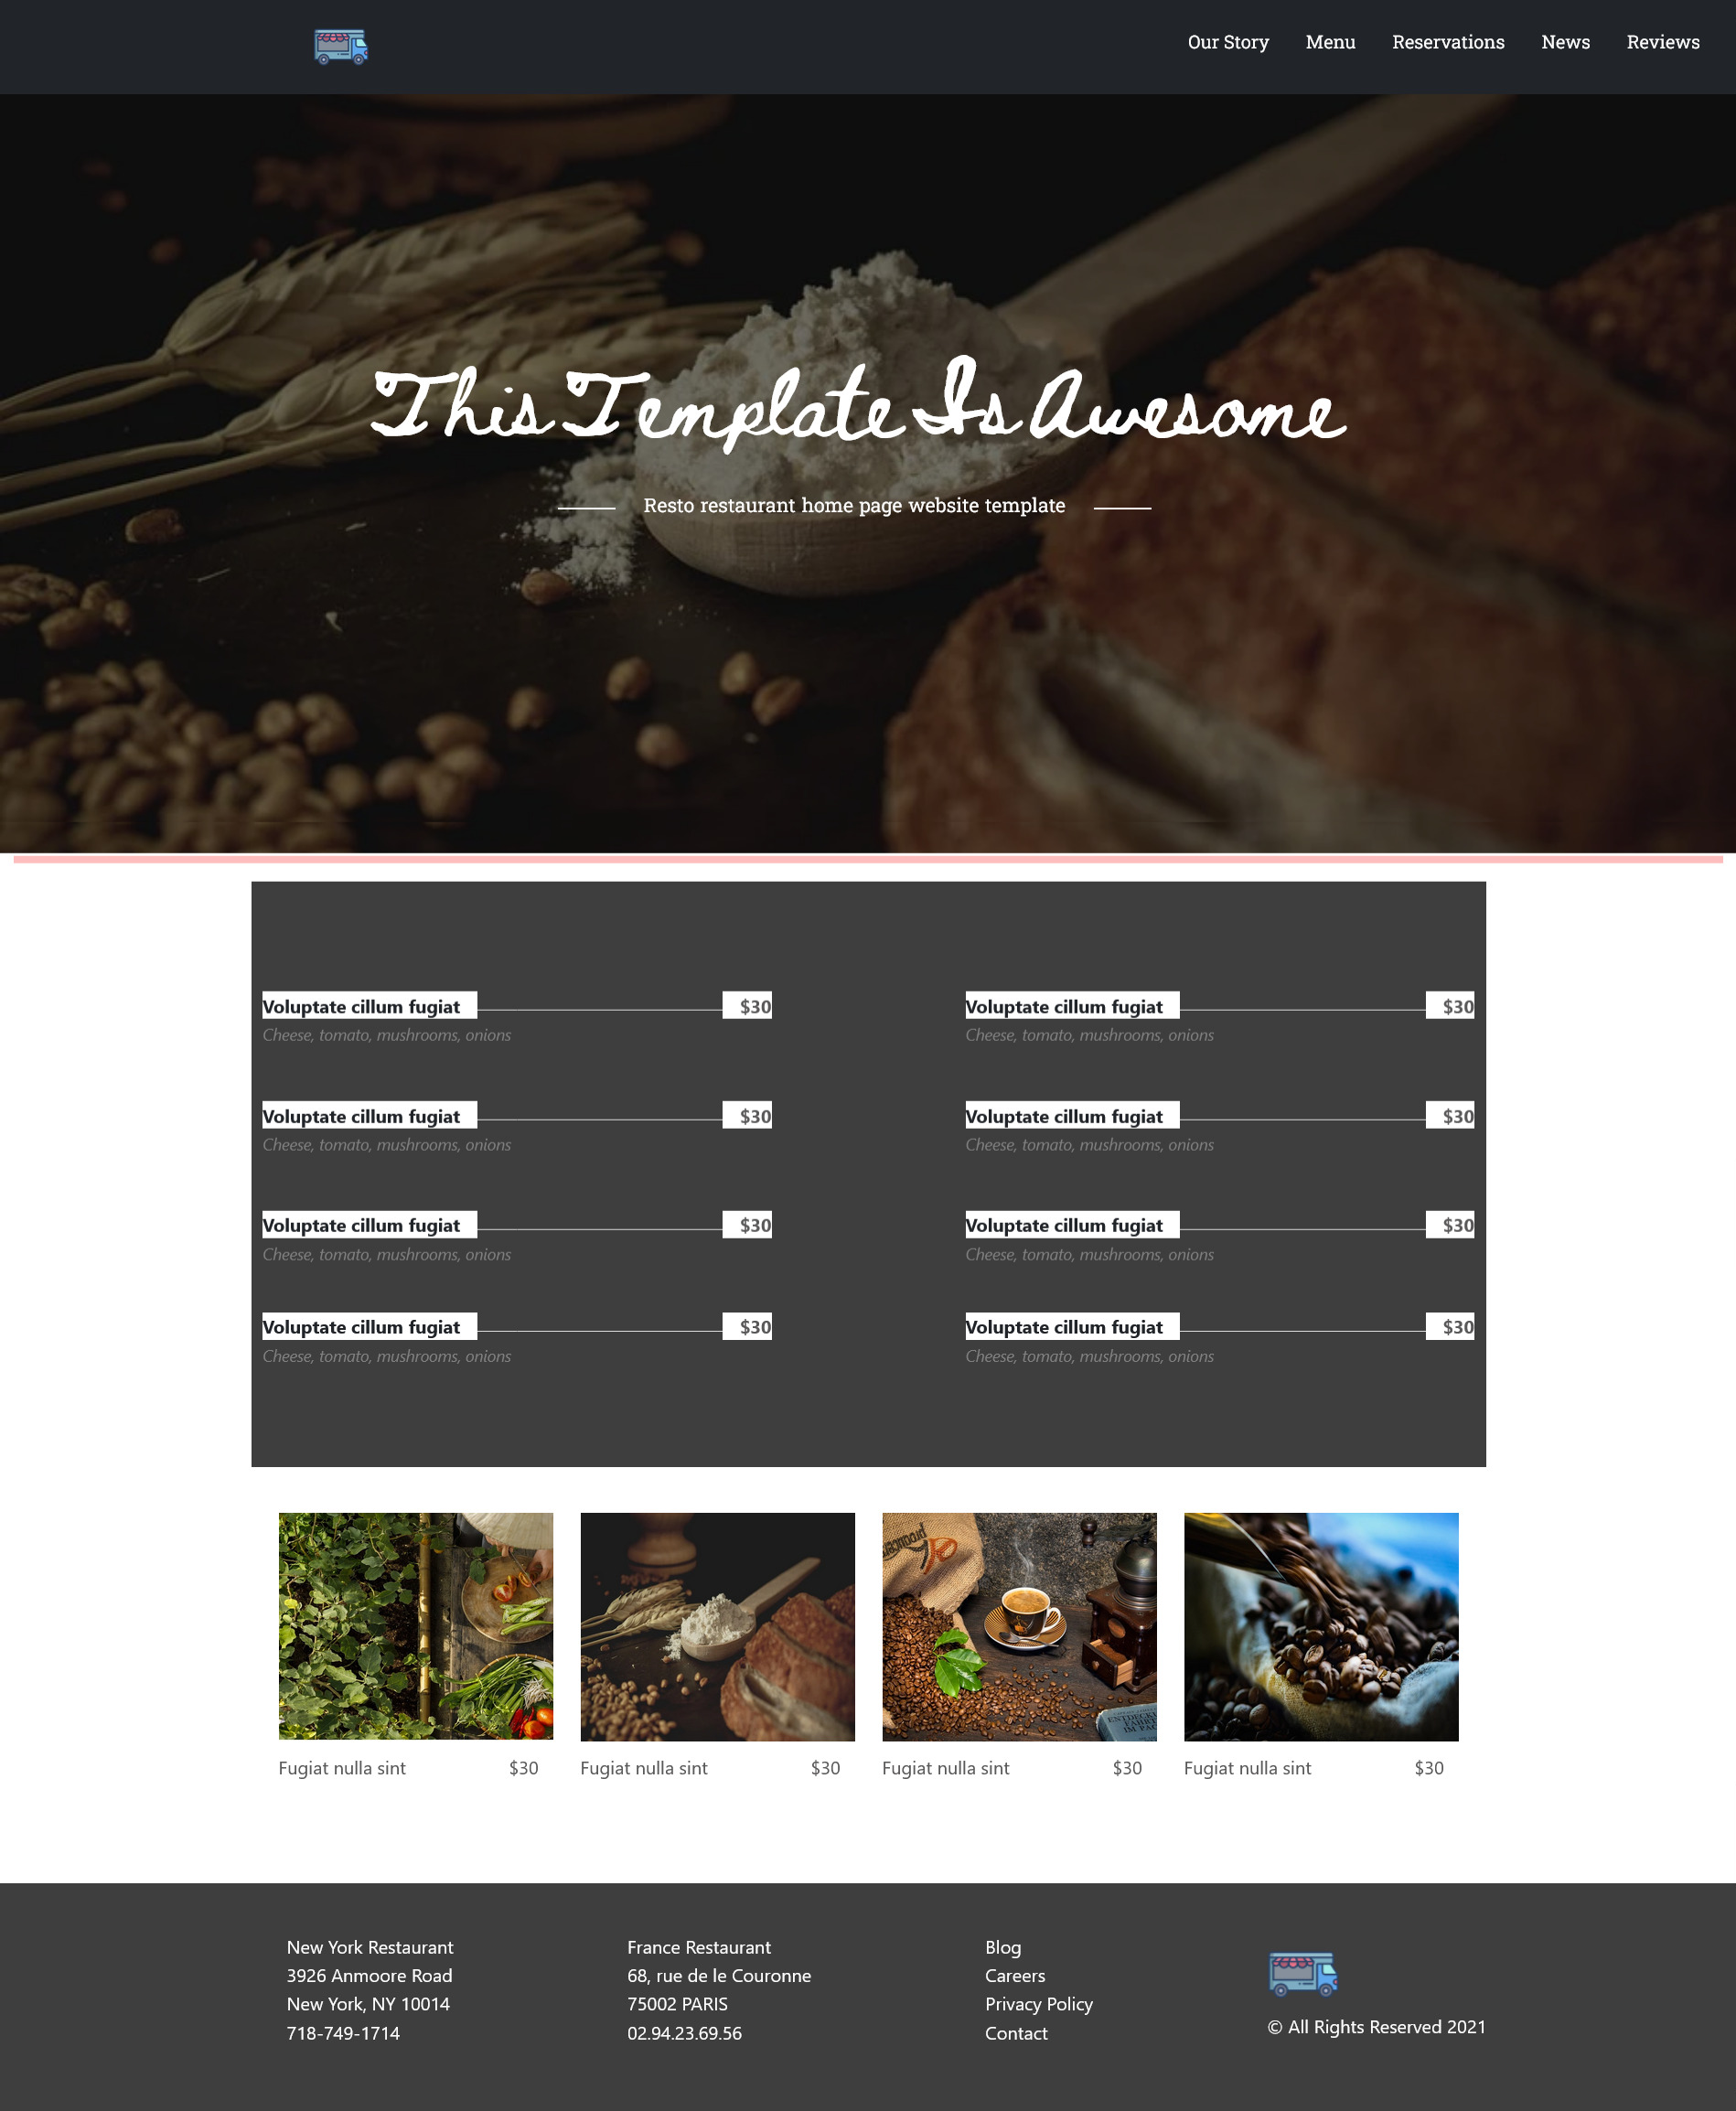 Our Story Menu Reservations News Reviews
This Template Is Awesome
Resto restaurant home page website template
Voluptate cillum fugiat $30
Cheese, tomato, mushrooms, onions
Voluptate cillum fugiat $30
Cheese, tomato, mushrooms, onions
Voluptate cillum fugiat $30
Cheese, tomato, mushrooms, onions
Voluptate cillum fugiat $30
Cheese, tomato, mushrooms, onions
Voluptate cillum fugiat $30
Cheese, tomato, mushrooms, onions
Voluptate cillum fugiat $30
Cheese, tomato, mushrooms, onions
Voluptate cillum fugiat $30
Cheese, tomato, mushrooms, onions
Voluptate cillum fugiat $30
Cheese, tomato, mushrooms, onions
Fugiat nulla sint $30
Fugiat nulla sint $30
Fugiat nulla sint $30
Fugiat nulla sint $30
New York Restaurant
3926 Anmoore Road
New York, NY 10014
718-749-1714
France Restaurant
68, rue de le Couronne
75002 PARIS
02.94.23.69.56
Blog
Careers
Privacy Policy
Contact
© All Rights Reserved 2021